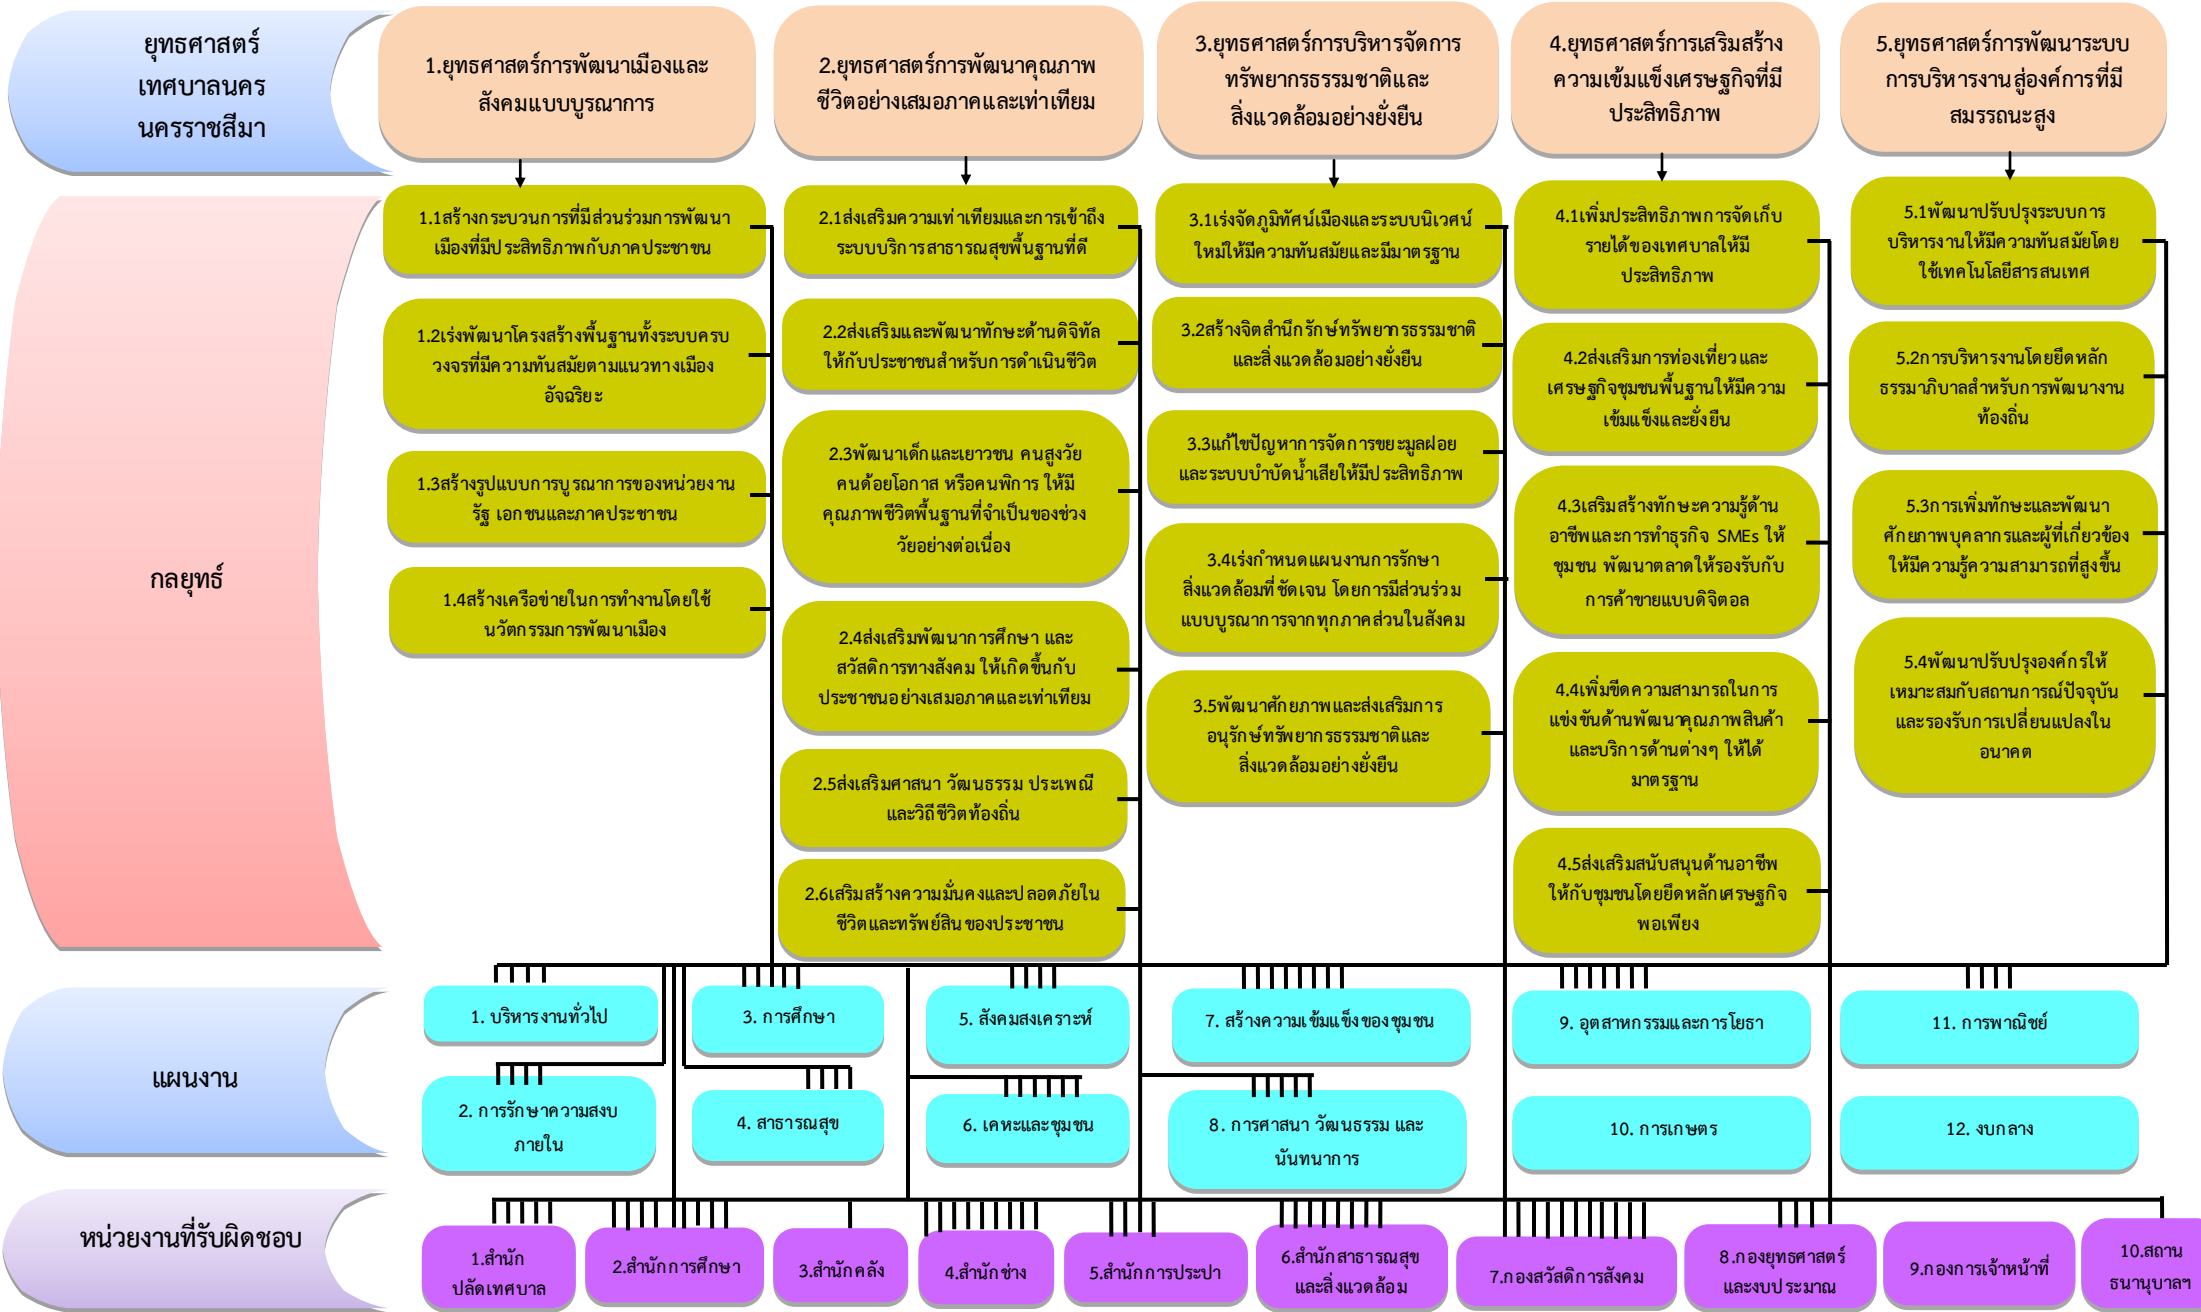 ยุทธศาสตร์
เทศบาลนคร
นครราชสีมา
1.ยุทธศาสตร์การพัฒนาเมืองและ
สังคมแบบบูรณาการ
2.ยุทธศาสตร์การพัฒนาคุณภาพ
ชีวิตอย่างเสมอภาคและเท่าเทียม
3.ยุทธศาสตร์การบริหารจัดการ
ทรัพยากรธรรมชาติและ
สิ่งแวดล้อมอย่างยั่งยืน
4.ยุทธศาสตร์การเสริมสร้าง
ความเข้มแข็งเศรษฐกิจที่มี
ประสิทธิภาพ
5.ยุทธศาสตร์การพัฒนาระบบ
การบริหารงานสู่องค์การที่มี
สมรรถนะสูง
กลยุทธ์
1.1สร้างกระบวนการที่มีส่วนร่วมการพัฒนา
เมืองที่มีประสิทธิภาพกับภาคประชาขน
1.2เร่งพัฒนาโครงสร้างพื้นฐานทั้งระบบครบ
วงจรที่มีความทันสมัยตามแนวทางเมือง
อัจฉริยะ
1.3สร้างรูปแบบการบูรณาการของหน่วยงาน
รัฐ เอกชนและภาคประชาชน
1.4สร้างเครือข่ายในการทำงานโดยใช้
นวัตกรรมการพัฒนาเมือง
2.1ส่งเสริมความเท่าเทียมและการเข้าถึง
ระบบบริการสาธารณสุขพื้นฐานที่ดี
2.2ส่งเสริมและพัฒนาทักษะด้านดิจิทัล
ให้กับประชาชนสำหรับการดำเนินชีวิต
2.3พัฒนาเด็กและเยาวชน คนสูงวัย
คนด้อยโอกาส หรือคนพิการ ให้มี
คุณภาพชีวิตพื้นฐานที่จำเป็นของช่วง
วัยอย่างต่อเนื่อง
2.4ส่งเสริมพัฒนาการศึกษา และ
สวัสดิการทางสังคม ให้เกิดขึ้นกับ
ประชาชนอย่างเสมอภาคและเท่าเทียม
2.5ส่งเสริมศาสนา วัฒนธรรม ประเพณี
และวิถีชีวิตท้องถิ่น
2.6เสริมสร้างความมั่นคงและปลอดภัยใน
ชีวิตและทรัพย์สินของประชาชน
3.1เร่งจัดภูมิทัศน์เมืองและระบบนิเวศน์
ใหม่ให้มีความทันสมัยและมีมาตรฐาน
3.2สร้างจิตสำนึกรักษ์ทรัพยากรธรรมชาติ
และสิ่งแวดล้อมอย่างยั่งยืน
3.3แก้ไขปัญหาการจัดการขยะมูลฝอย
และระบบบำบัดน้ำเสียให้มีประสิทธิภาพ
3.4เร่งกำหนดแผนงานการรักษา
สิ่งแวดล้อมที่ชัดเจน โดยการมีส่วนร่วม
แบบบูรณาการจากทุกภาคส่วนในสังคม
3.5พัฒนาศักยภาพและส่งเสริมการ
อนุรักษ์ทรัพยากรธรรมชาติและ
สิ่งแวดล้อมอย่างยั่งยืน
4.1เพิ่มประสิทธิภาพการจัดเก็บ
รายได้ของเทศบาลให้มี
ประสิทธิภาพ
4.2ส่งเสริมการท่องเที่ยวและ
เศรษฐกิจชุมชนพื้นฐานให้มีความ
เข้มแข็งและยั่งยืน
4.3เสริมสร้างทักษะความรู้ด้าน
อาชีพและการทำธุรกิจ SMEs ให้
ชุมชน พัฒนาตลาดให้รองรับกับ
การค้าขายแบบดิจิตอล
4.4เพิ่มขีดความสามารถในการ
แข่งขันด้านพัฒนาคุณภาพสินค้า
และบริการด้านต่างๆ ให้ได้
มาตรฐาน
4.5ส่งเสริมสนับสนุนด้านอาชีพ
ให้กับชุมชนโดยยึดหลักเศรษฐกิจ
พอเพียง
5.1พัฒนาปรับปรุงระบบการ
บริหารงานให้มีความทันสมัยโดย
ใช้เทคโนโลยีสารสนเทศ
5.2การบริหารงานโดยยึดหลัก
ธรรมาภิบาลสำหรับการพัฒนางาน
ท้องถิ่น
5.3การเพิ่มทักษะและพัฒนา
ศักยภาพบุคลากรและผู้ที่เกี่ยวข้อง
ให้มีความรู้ความสามารถที่สูงขึ้น
5.4พัฒนาปรับปรุงองค์กรให้
เหมาะสมกับสถานการณ์ปัจจุบัน
และรองรับการเปลี่ยนแปลงใน
อนาคต
แผนงาน
1. บริหารงานทั่วไป
3. การศึกษา
5. สังคมสงเคราะห์
7. สร้างความเข้มแข็งของชุมชน
9. อุตสาหกรรมและการโยธา
11. การพาณิชย์
2. การรักษาความสงบ
ภายใน
4. สาธารณสุข
6. เคหะและชุมชน
8. การศาสนา วัฒนธรรม และ
นันทนาการ
10. การเกษตร
12. งบกลาง
หน่วยงานที่รับผิดชอบ
1.สำนัก
ปลัดเทศบาล
2.สำนักการศึกษา
3.สำนักคลัง
4.สำนักช่าง
5.สำนักการประปา
6.สำนักสาธารณสุข
และสิ่งแวดล้อม
7.กองสวัสดิการสังคม
8.กองยุทธศาสตร์
และงบประมาณ
9.กองการเจ้าหน้าที่
10.สถาน
ธนานุบาลฯ